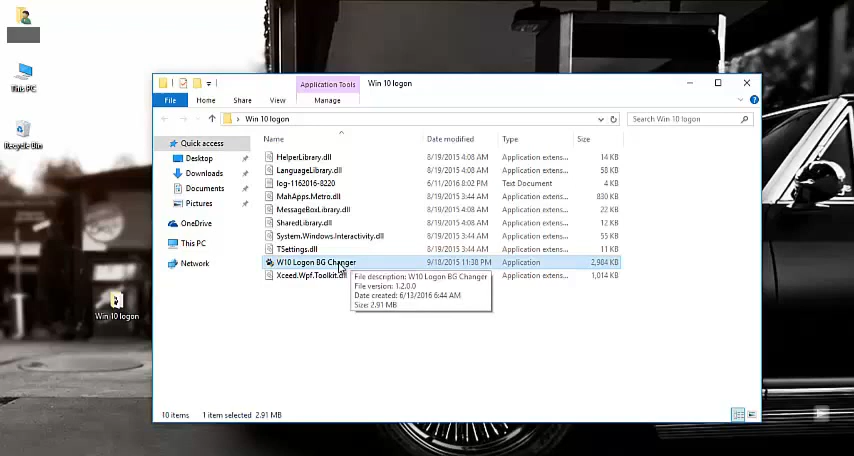 This PC
Recycle Bin
Win 10 logon
Application Tools
Win 10 logon
File
Home
Share
View
Manage
Win 10 logon
Search Win 10 logon
Quick access
Desktop
Downloads
Documents
Pictures
OneDrive
This PC
Network
Name Date modified Type Size
HelperLibrary.dll 8/19/2015 4:08 AM Application extens... 14 KB
LanguageLibrary.dll 8/19/2015 4:08 AM Application extens... 58 KB
log-1162016-8220 6/11/2016 8:02 PM Text Document 4 KB
MahApps.Metro.dll 8/19/2015 3:44 AM Application extens... 830 KB
MessageBoxLibrary.dll 8/19/2015 4:08 AM Application extens... 22 KB
SharedLibrary.dll 8/19/2015 4:08 AM Application extens... 12 KB
System.Windows.Interactivity.dll 8/19/2015 3:44 AM Application extens... 55 KB
TSettings.dll 8/19/2015 3:44 AM Application extens... 11 KB
W10 Logon BG Changer 9/18/2015 11:38 PM Application 2,984 KB
Xceed.Wpf.Toolkit.dll 1,014 KB
File description: W10 Logon BG Changer
File version: 1.2.0.0
Date created: 6/13/2016 6:44 AM
Size: 2.91 MB
10 items 1 item selected 2.91 MB